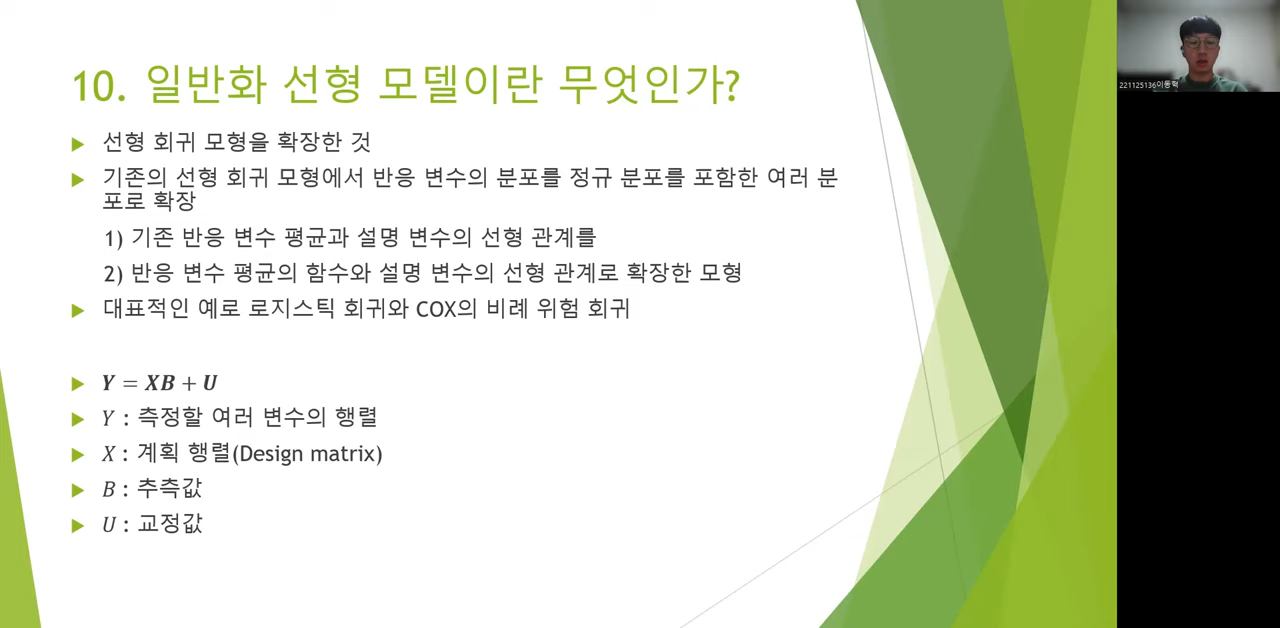 10. 일반화 선형 모델이란 무엇인가?
선형 회귀 모형을 확장한 것
기존의 선형 회귀 모형에서 반응 변수의 분포를 정규 분포를 포함한 여러 분
포로 확장
1) 기존 반응 변수 평균과 설명 변수의 선형 관계를
2) 반응 변수 평균의 함수와 설명 변수의 선형 관계로 확장한 모형
대표적인 예로 로지스틱 회귀와 COX의 비례 위험 회귀
Y = XB + U
Y : 측정할 여러 변수의 행렬
X : 계획 행렬(Design matrix)
B : 추측값
U : 교정값
221125136이동혁